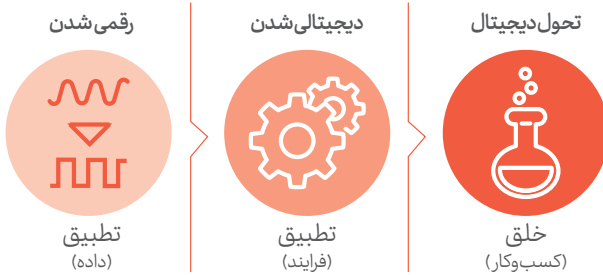 رقمی‌شدن
تطبیق
(داده)
دیجیتالی‌شدن
تطبیق
(فرایند)
تحول‌دیجیتال
خلق
(کسب‌وکار)